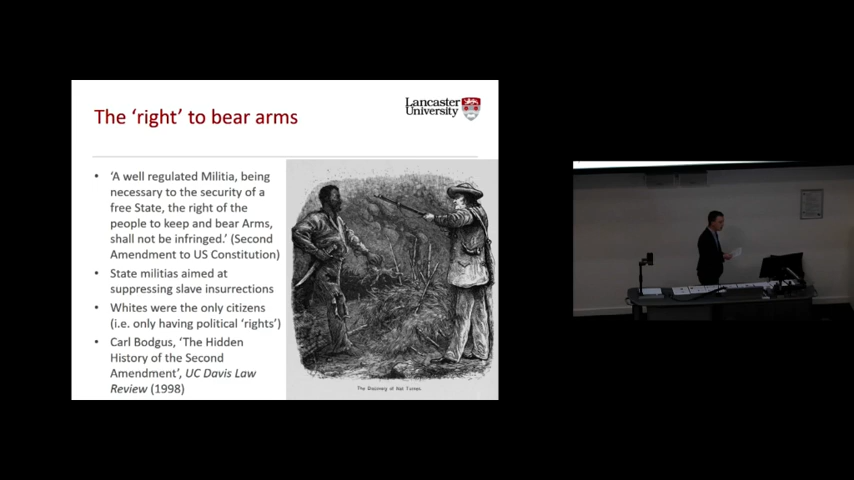 The 'right' to bear arms
Lancaster
University
• 'A well regulated Militia, being
necessary to the security of a
free State, the right of the
people to keep and bear Arms,
shall not be infringed.' (Second
Amendment to US Constitution)
• State militias aimed at
suppressing slave insurrections
• Whites were the only citizens
(i.e. only having political 'rights')
• Carl Bodgus, 'The Hidden
History of the Second
Amendment', UC Davis Law
Review (1998)
The Discovery of Nat Turner.